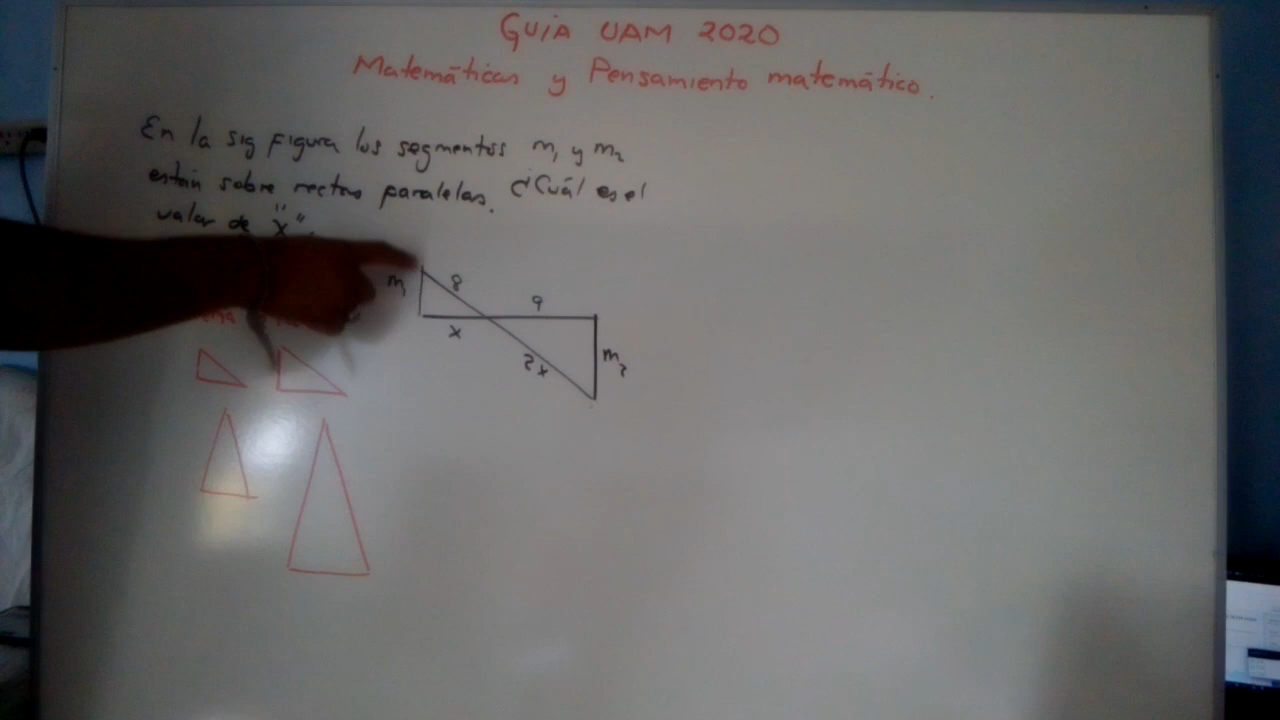 GUIA UAM 2020
Matemáticas y Pensamiento matemático.
En la sig figura los segmentos m₁ y m₂
están sobre rectas paralelas. ¿Cuál es el
valor de "x"
m₁
8
9
x
2x
m₂